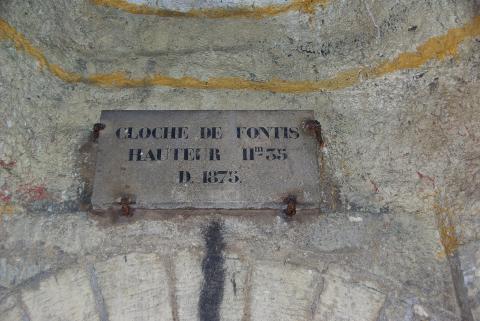 CLOCHE DE FONTIS
HAUTEUR 11m35
D. 1875.